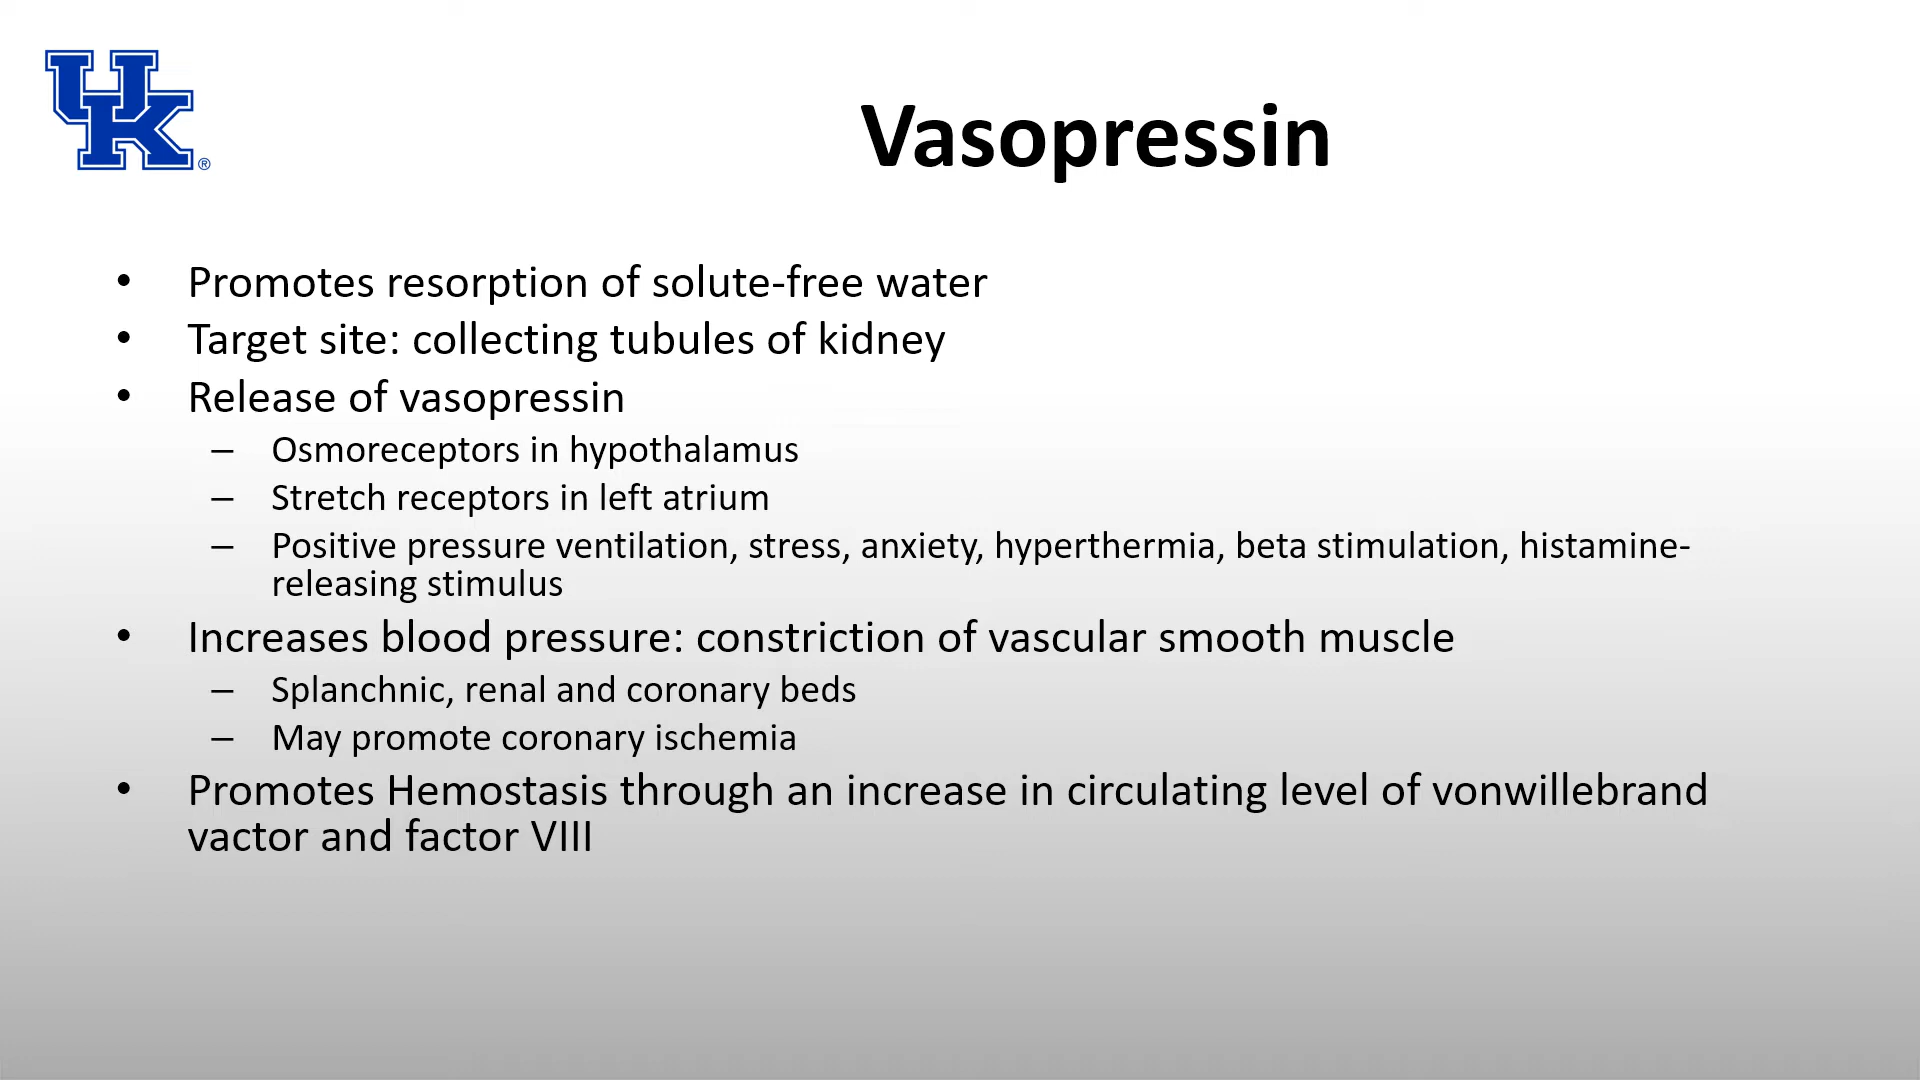 UK®
Vasopressin
• Promotes resorption of solute-free water
• Target site: collecting tubules of kidney
• Release of vasopressin
– Osmoreceptors in hypothalamus
– Stretch receptors in left atrium
– Positive pressure ventilation, stress, anxiety, hyperthermia, beta stimulation, histamine-
releasing stimulus
• Increases blood pressure: constriction of vascular smooth muscle
– Splanchnic, renal and coronary beds
– May promote coronary ischemia
• Promotes Hemostasis through an increase in circulating level of vonwillebrand
vactor and factor VIII